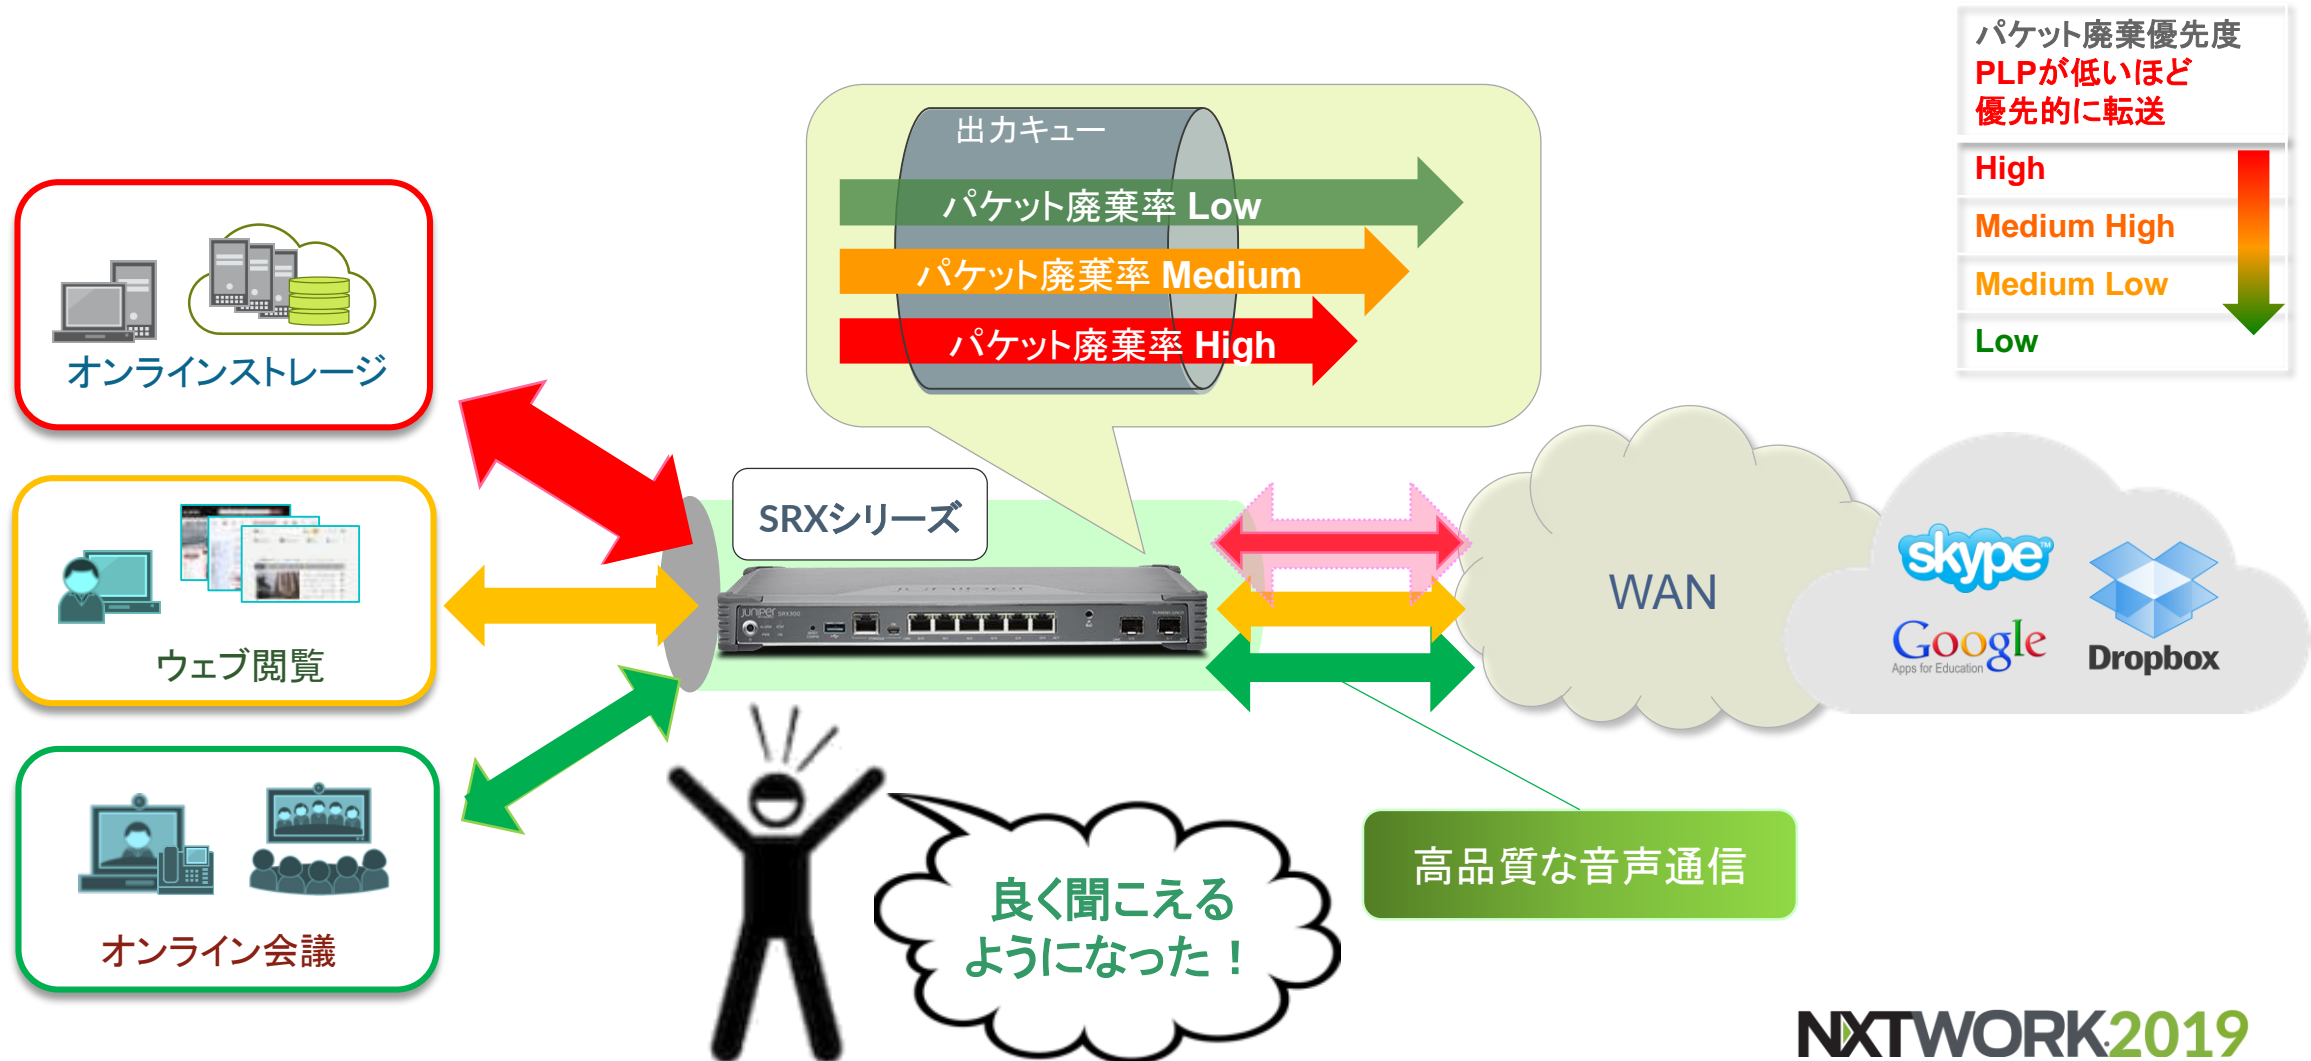 パケット廃棄優先度
PLPが低いほど
優先的に転送
High
Medium High
Medium Low
Low
出力キュー
パケット廃棄率 Low
パケット廃棄率 Medium
パケット廃棄率 High
オンラインストレージ
ウェブ閲覧
オンライン会議
SRXシリーズ
JUNIPER SRX300
WAN
skype™
Google
Apps for Education
Dropbox
高品質な音声通信
良く聞こえる
ようになった！
NXTWORK.2019